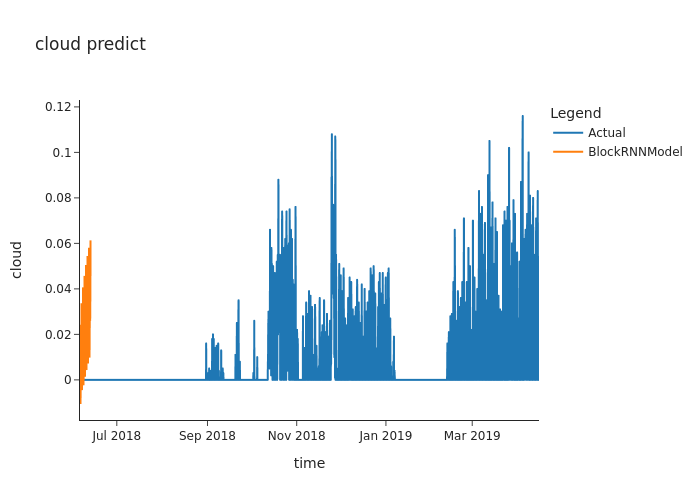 cloud predict
Legend
Actual
BlockRNNModel
cloud
0.12
0.1
0.08
0.06
0.04
0.02
0
Jul 2018
Sep 2018
Nov 2018
Jan 2019
Mar 2019
time